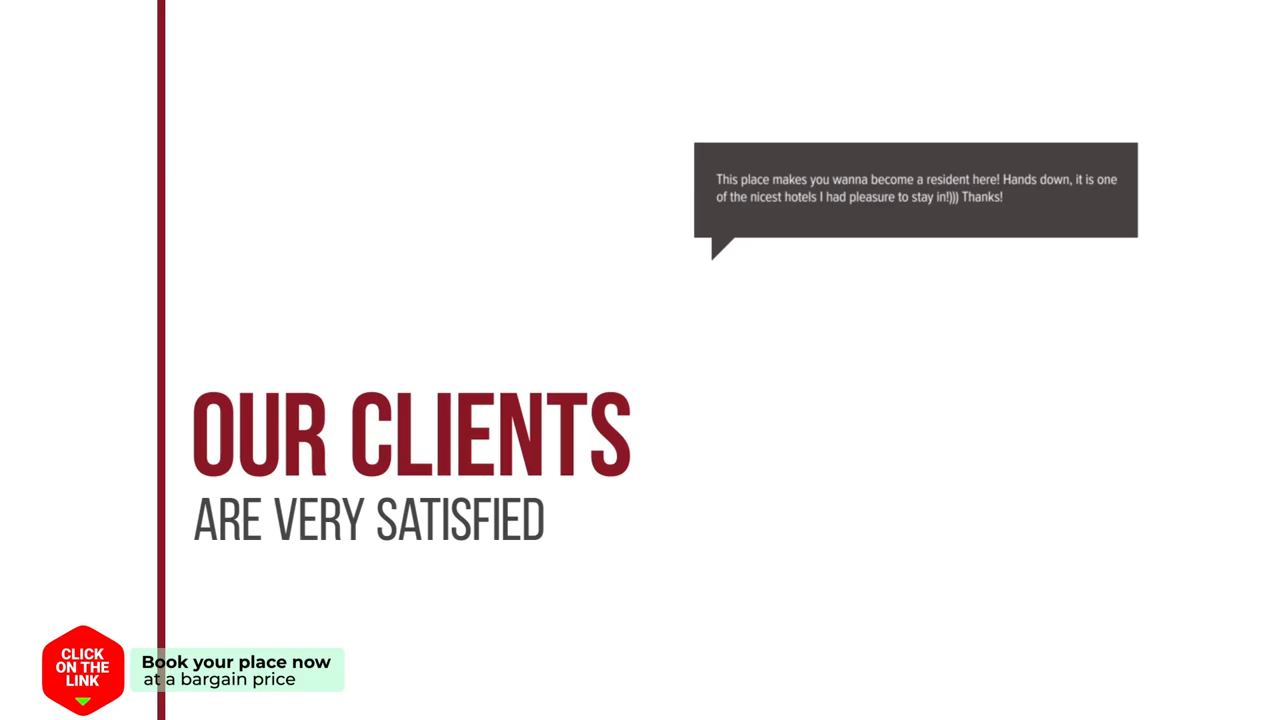 This place makes you wanna become a resident here! Hands down, it is one
of the nicest hotels I had pleasure to stay in!))) Thanks!
OUR CLIENTS
ARE VERY SATISFIED
CLICK
ON THE
LINK
Book your place now
at a bargain price